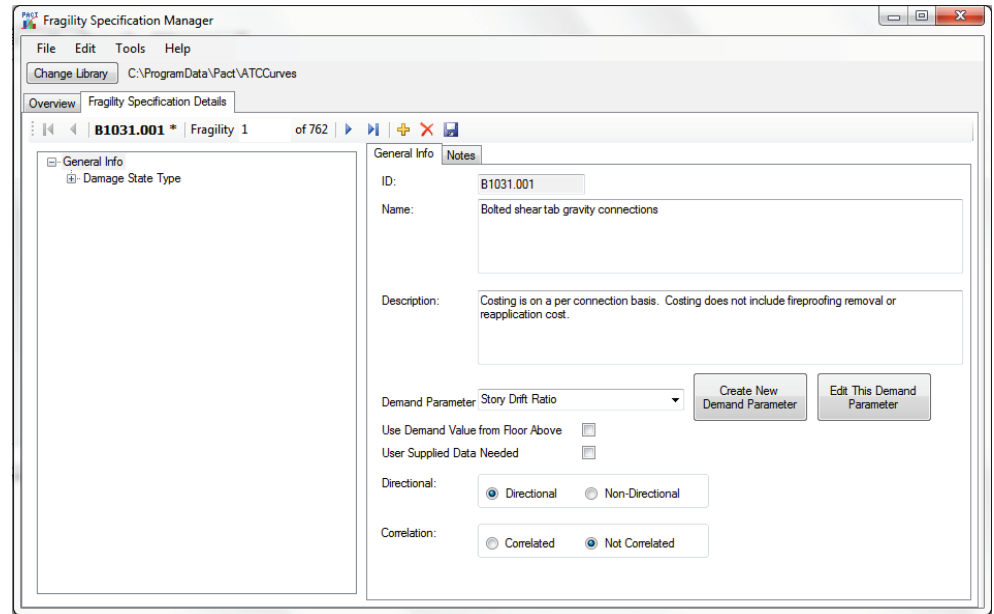 PACT
Fragility Specification Manager
File Edit Tools Help
Change Library C:\ProgramData\Pact\ATCCurves
Overview Fragility Specification Details
B1031.001 * Fragility 1 of 762
General Info
Damage State Type
General Info Notes
ID: B1031.001
Name: Bolted shear tab gravity connections
Description: Costing is on a per connection basis. Costing does not include fireproofing removal or
reapplication cost.
Demand Parameter Story Drift Ratio
Create New
Demand Parameter
Edit This Demand
Parameter
Use Demand Value from Floor Above
User Supplied Data Needed
Directional: Directional Non-Directional
Correlation: Correlated Not Correlated